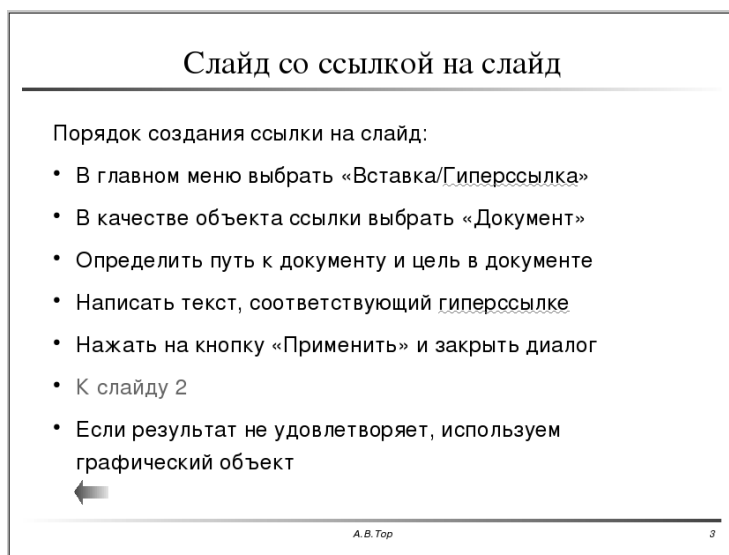 Слайд со ссылкой на слайд
Порядок создания ссылки на слайд:
• В главном меню выбрать «Вставка/Гиперссылка»
• В качестве объекта ссылки выбрать «Документ»
• Определить путь к документу и цель в документе
• Написать текст, соответствующий гиперссылке
• Нажать на кнопку «Применить» и закрыть диалог
• К слайду 2
• Если результат не удовлетворяет, используем
графический объект
А.В.Тор
3